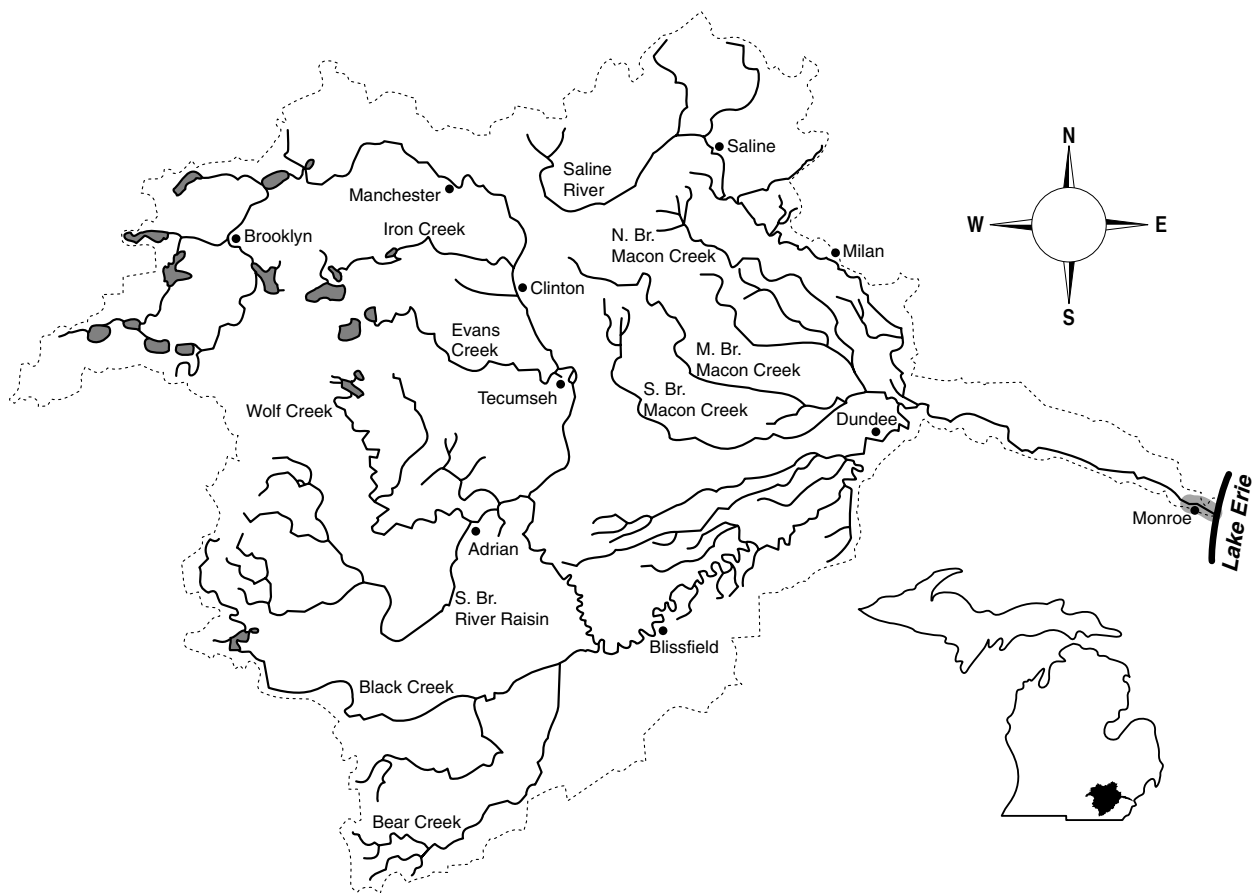 N
Saline
Saline
River
Manchester
W
E
Iron Creek
Brooklyn
N. Br.
Macon Creek
Milan
Clinton
S
Evans
Creek
M. Br.
Macon Creek
S. Br.
Macon Creek
Tecumseh
Wolf Creek
Dundee
Monroe
Lake Erie
Adrian
S. Br.
River Raisin
Blissfield
Black Creek
Bear Creek